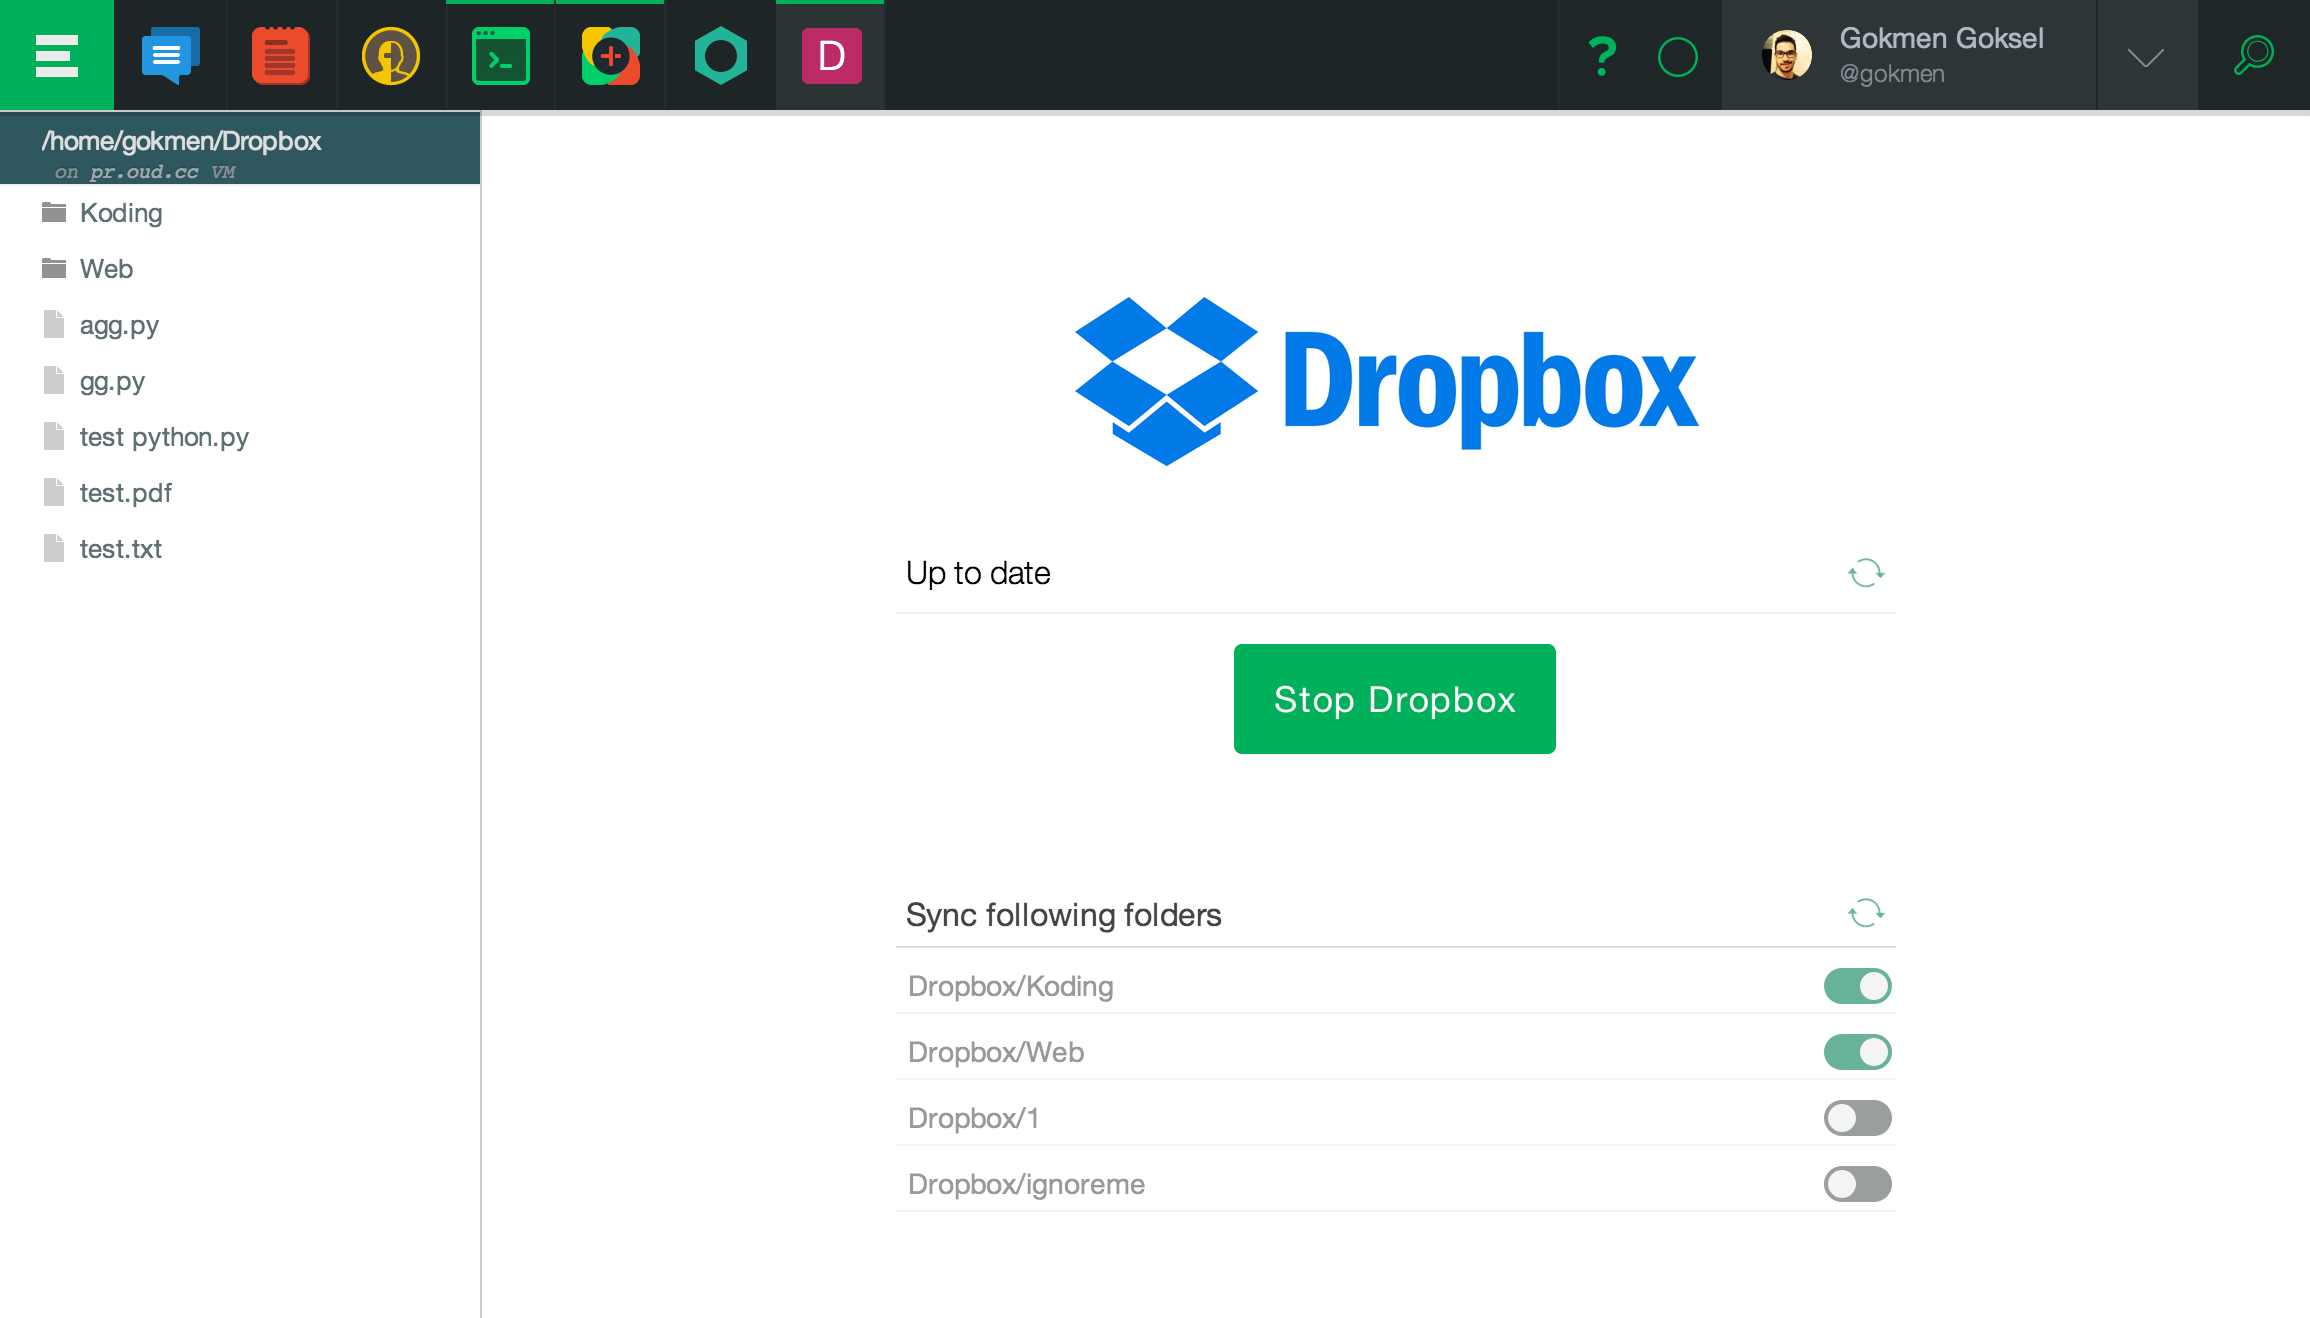 D
?
Gokmen Goksel
@gokmen
/home/gokmen/Dropbox
on pr.oud.cc VM
Koding
Web
agg.py
gg.py
test python.py
test.pdf
test.txt
Dropbox
Up to date
Stop Dropbox
Sync following folders
Dropbox/Koding
Dropbox/Web
Dropbox/1
Dropbox/ignoreme